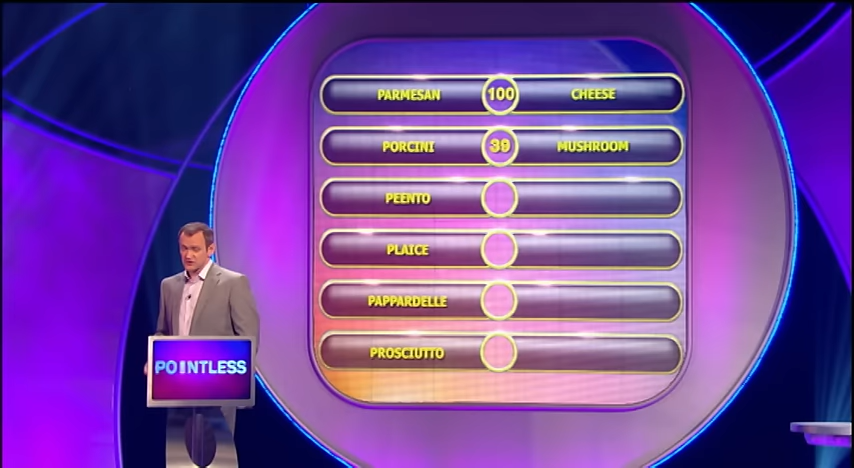 PARMESAN 100 CHEESE
PORCINI 39 MUSHROOM
PEENTO
PLAICE
PAPPARDELLE
PROSCIUTTO
POINTLESS